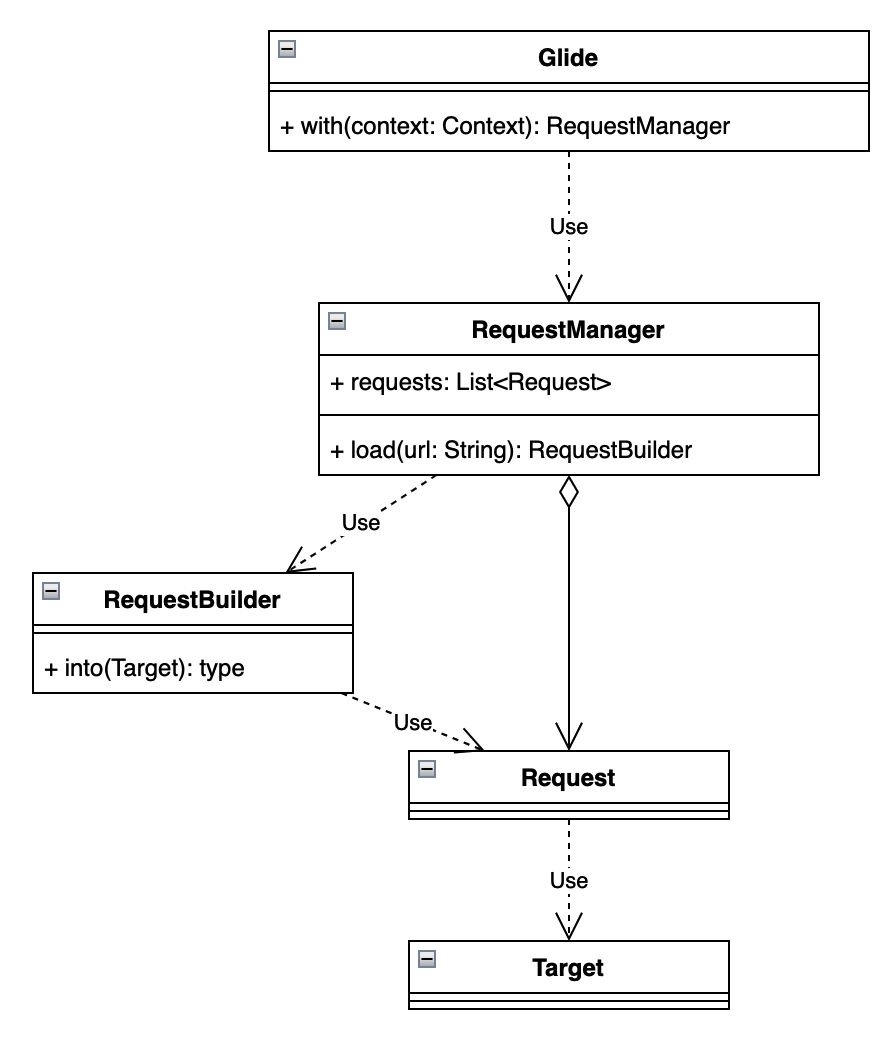 Glide
+ with(context: Context): RequestManager
Use
RequestManager
+ requests: List<Request>
+ load(url: String): RequestBuilder
Use
RequestBuilder
+ into(Target): type
Use
Request
Use
Target